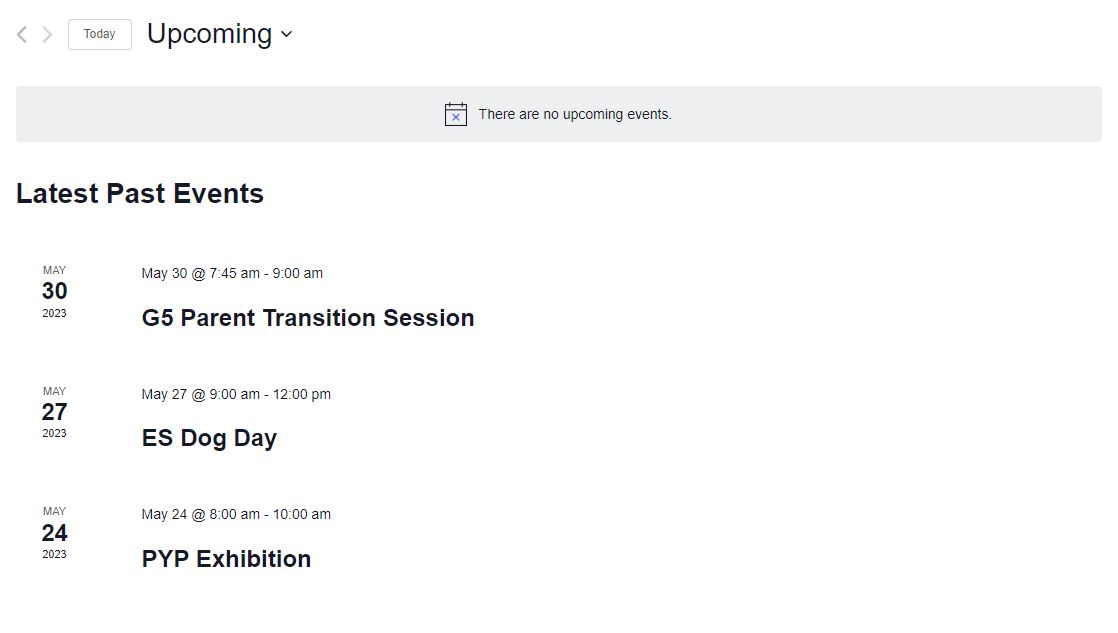 Today
Upcoming
There are no upcoming events.
Latest Past Events
MAY
30
2023
May 30 @ 7:45 am - 9:00 am
G5 Parent Transition Session
MAY
27
2023
May 27 @ 9:00 am - 12:00 pm
ES Dog Day
MAY
24
2023
May 24 @ 8:00 am - 10:00 am
PYP Exhibition